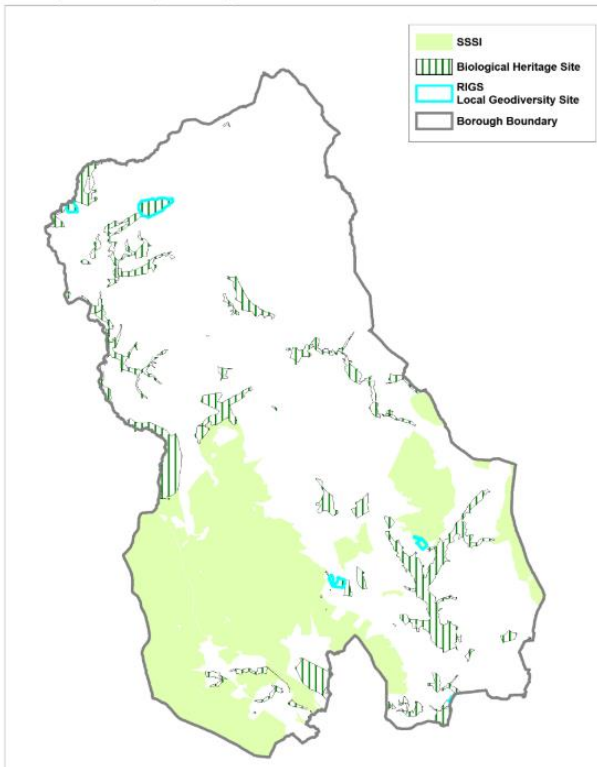 SSSI
Biological Heritage Site
RIGS
Local Geodiversity Site
Borough Boundary